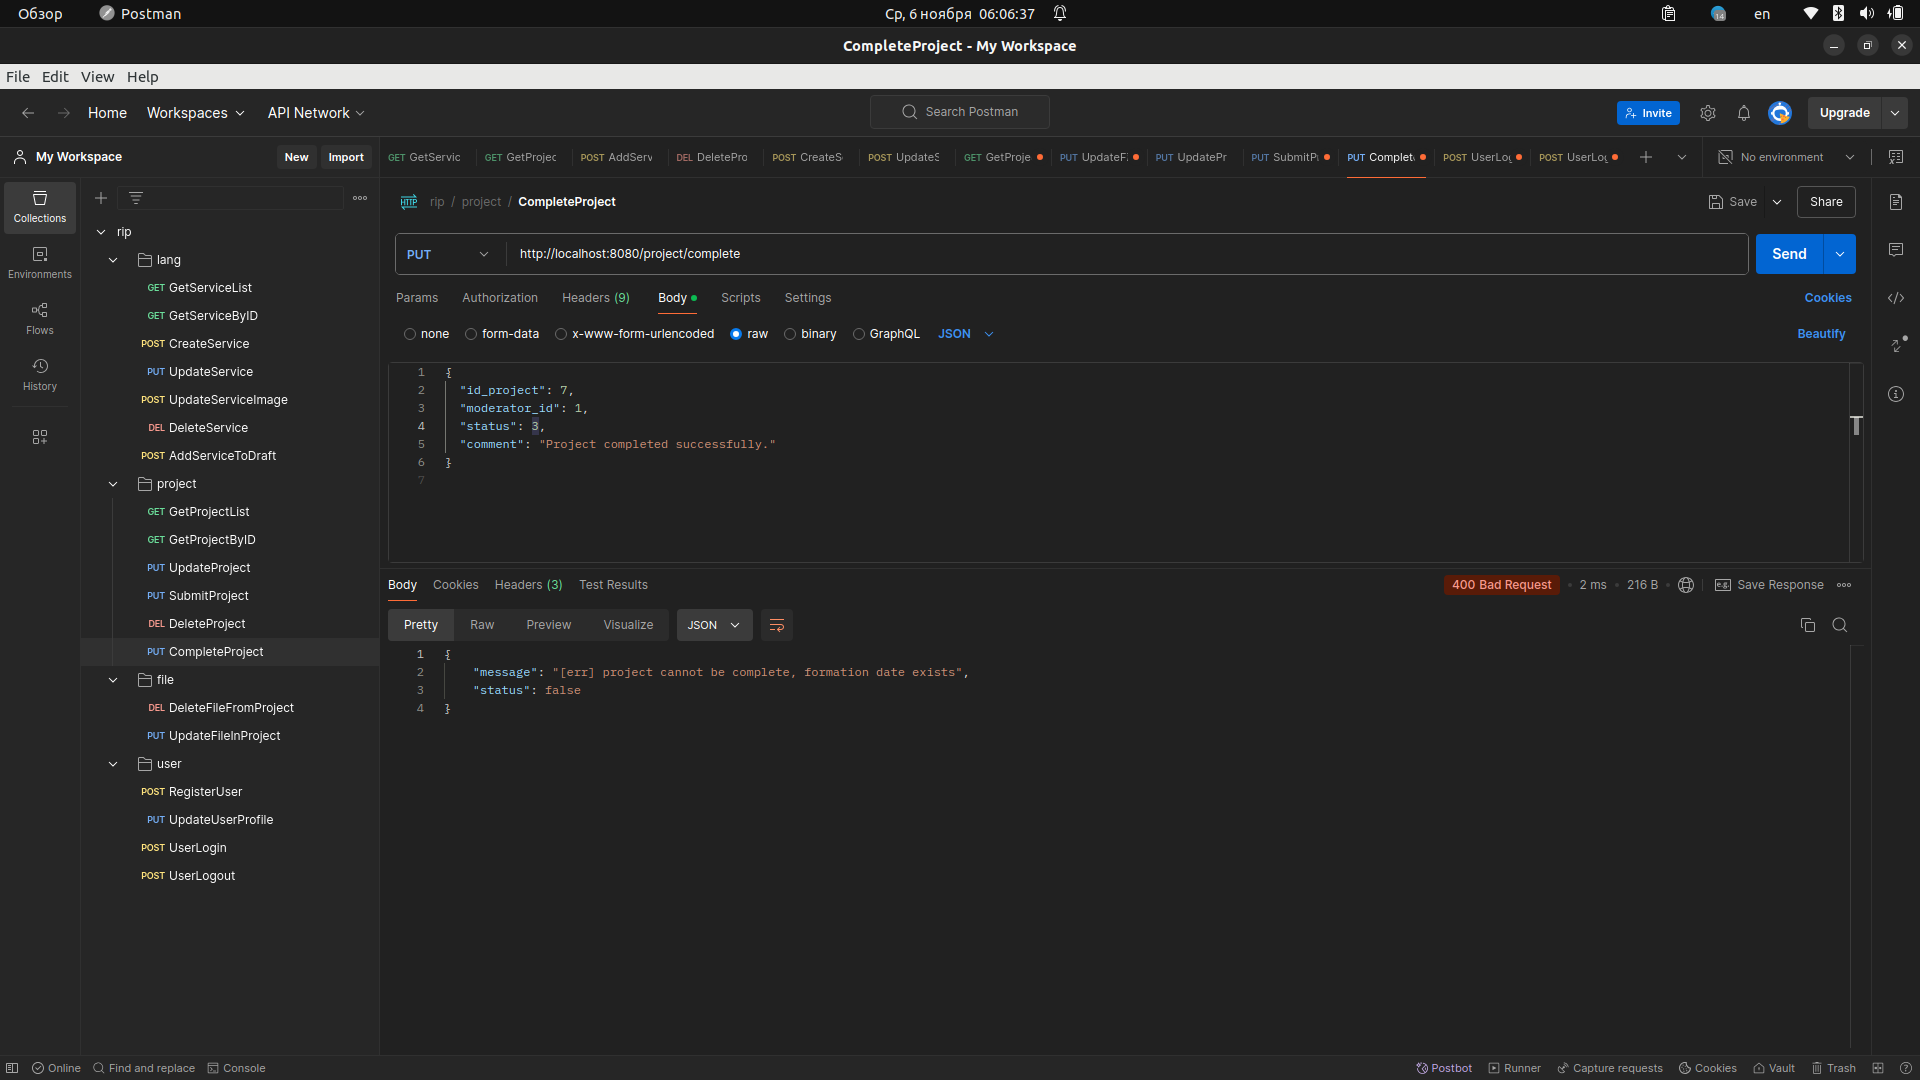 Обзор Postman Ср, 6 ноября 06:06:37 14 en
CompleteProject - My Workspace
File Edit View Help
Home Workspaces API Network Search Postman Invite Upgrade
My Workspace New Import GET GetServic GET GetProjec POST AddServ DEL DeletePro POST CreateS POST UpdateS GET GetProje PUT UpdateF PUT UpdatePr PUT SubmitP PUT Complet POST UserLog POST UserLog No environment
HTTP rip / project / CompleteProject Save Share
PUT http://localhost:8080/project/complete Send
Params Authorization Headers (9) Body Scripts Settings Cookies
none form-data x-www-form-urlencoded raw binary GraphQL JSON Beautify
1 {
2 "id_project": 7,
3 "moderator_id": 1,
4 "status": 3,
5 "comment": "Project completed successfully."
6 }
7
Body Cookies Headers (3) Test Results 400 Bad Request 2 ms 216 B e.g. Save Response
Pretty Raw Preview Visualize JSON
1 {
2 "message": "[err] project cannot be complete, formation date exists",
3 "status": false
4 }
Collections
Environments
Flows
History
rip
lang
GET GetServiceList
GET GetServiceByID
POST CreateService
PUT UpdateService
POST UpdateServiceImage
DEL DeleteService
POST AddServiceToDraft
project
GET GetProjectList
GET GetProjectByID
PUT UpdateProject
PUT SubmitProject
DEL DeleteProject
PUT CompleteProject
file
DEL DeleteFileFromProject
PUT UpdateFileInProject
user
POST RegisterUser
PUT UpdateUserProfile
POST UserLogin
POST UserLogout
Online Find and replace Console Postbot Runner Capture requests Cookies Vault Trash